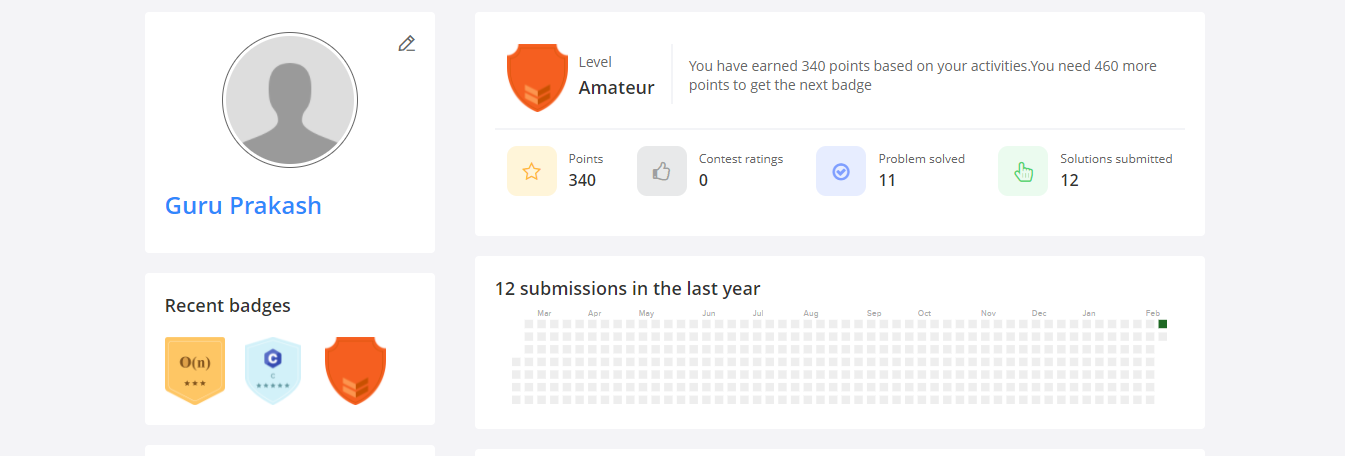 Guru Prakash
Recent badges
O(n)
★★★
C
C
★★★★★
Level
Amateur
You have earned 340 points based on your activities.You need 460 more
points to get the next badge
Points
340
Contest ratings
0
Problem solved
11
Solutions submitted
12
12 submissions in the last year
Mar Apr May Jun Jul Aug Sep Oct Nov Dec Jan Feb